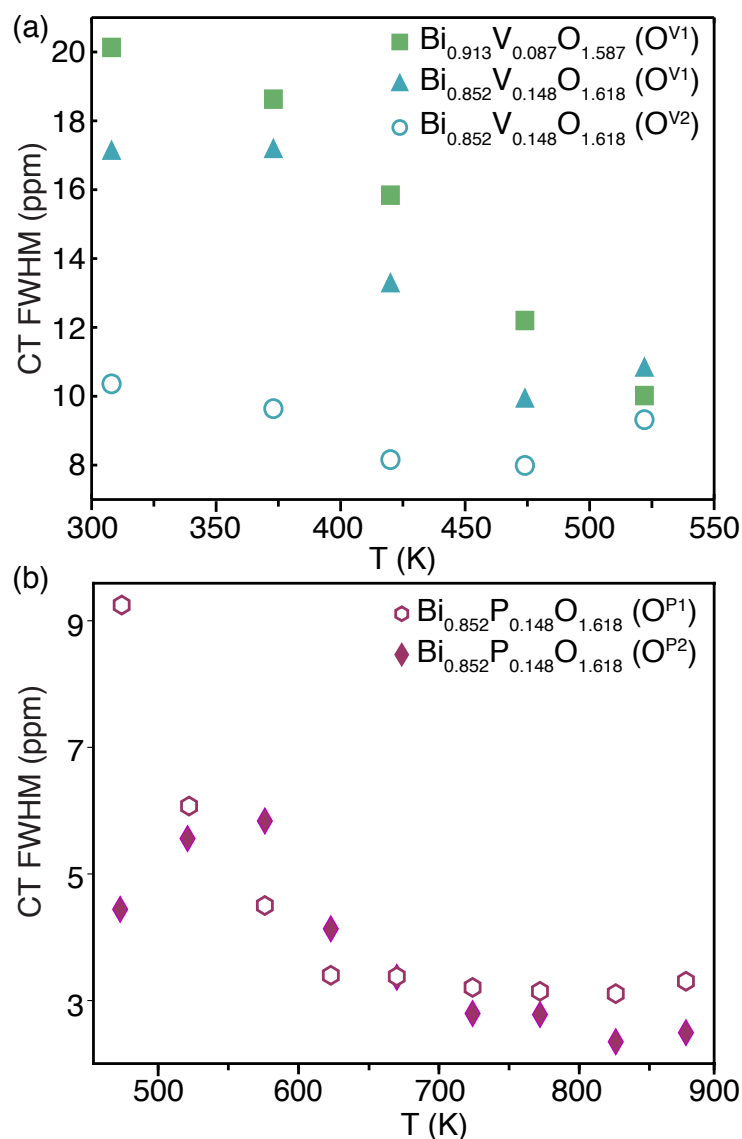 (a)
20
18
16
14
12
10
8
CT FWHM (ppm)
Bi0.913V0.087O1.587 (OV1)
Bi0.852V0.148O1.618 (OV1)
Bi0.852V0.148O1.618 (OV2)
300 350 400 450 500 550
T (K)
(b)
9
7
5
3
CT FWHM (ppm)
Bi0.852P0.148O1.618 (OP1)
Bi0.852P0.148O1.618 (OP2)
500 600 700 800 900
T (K)